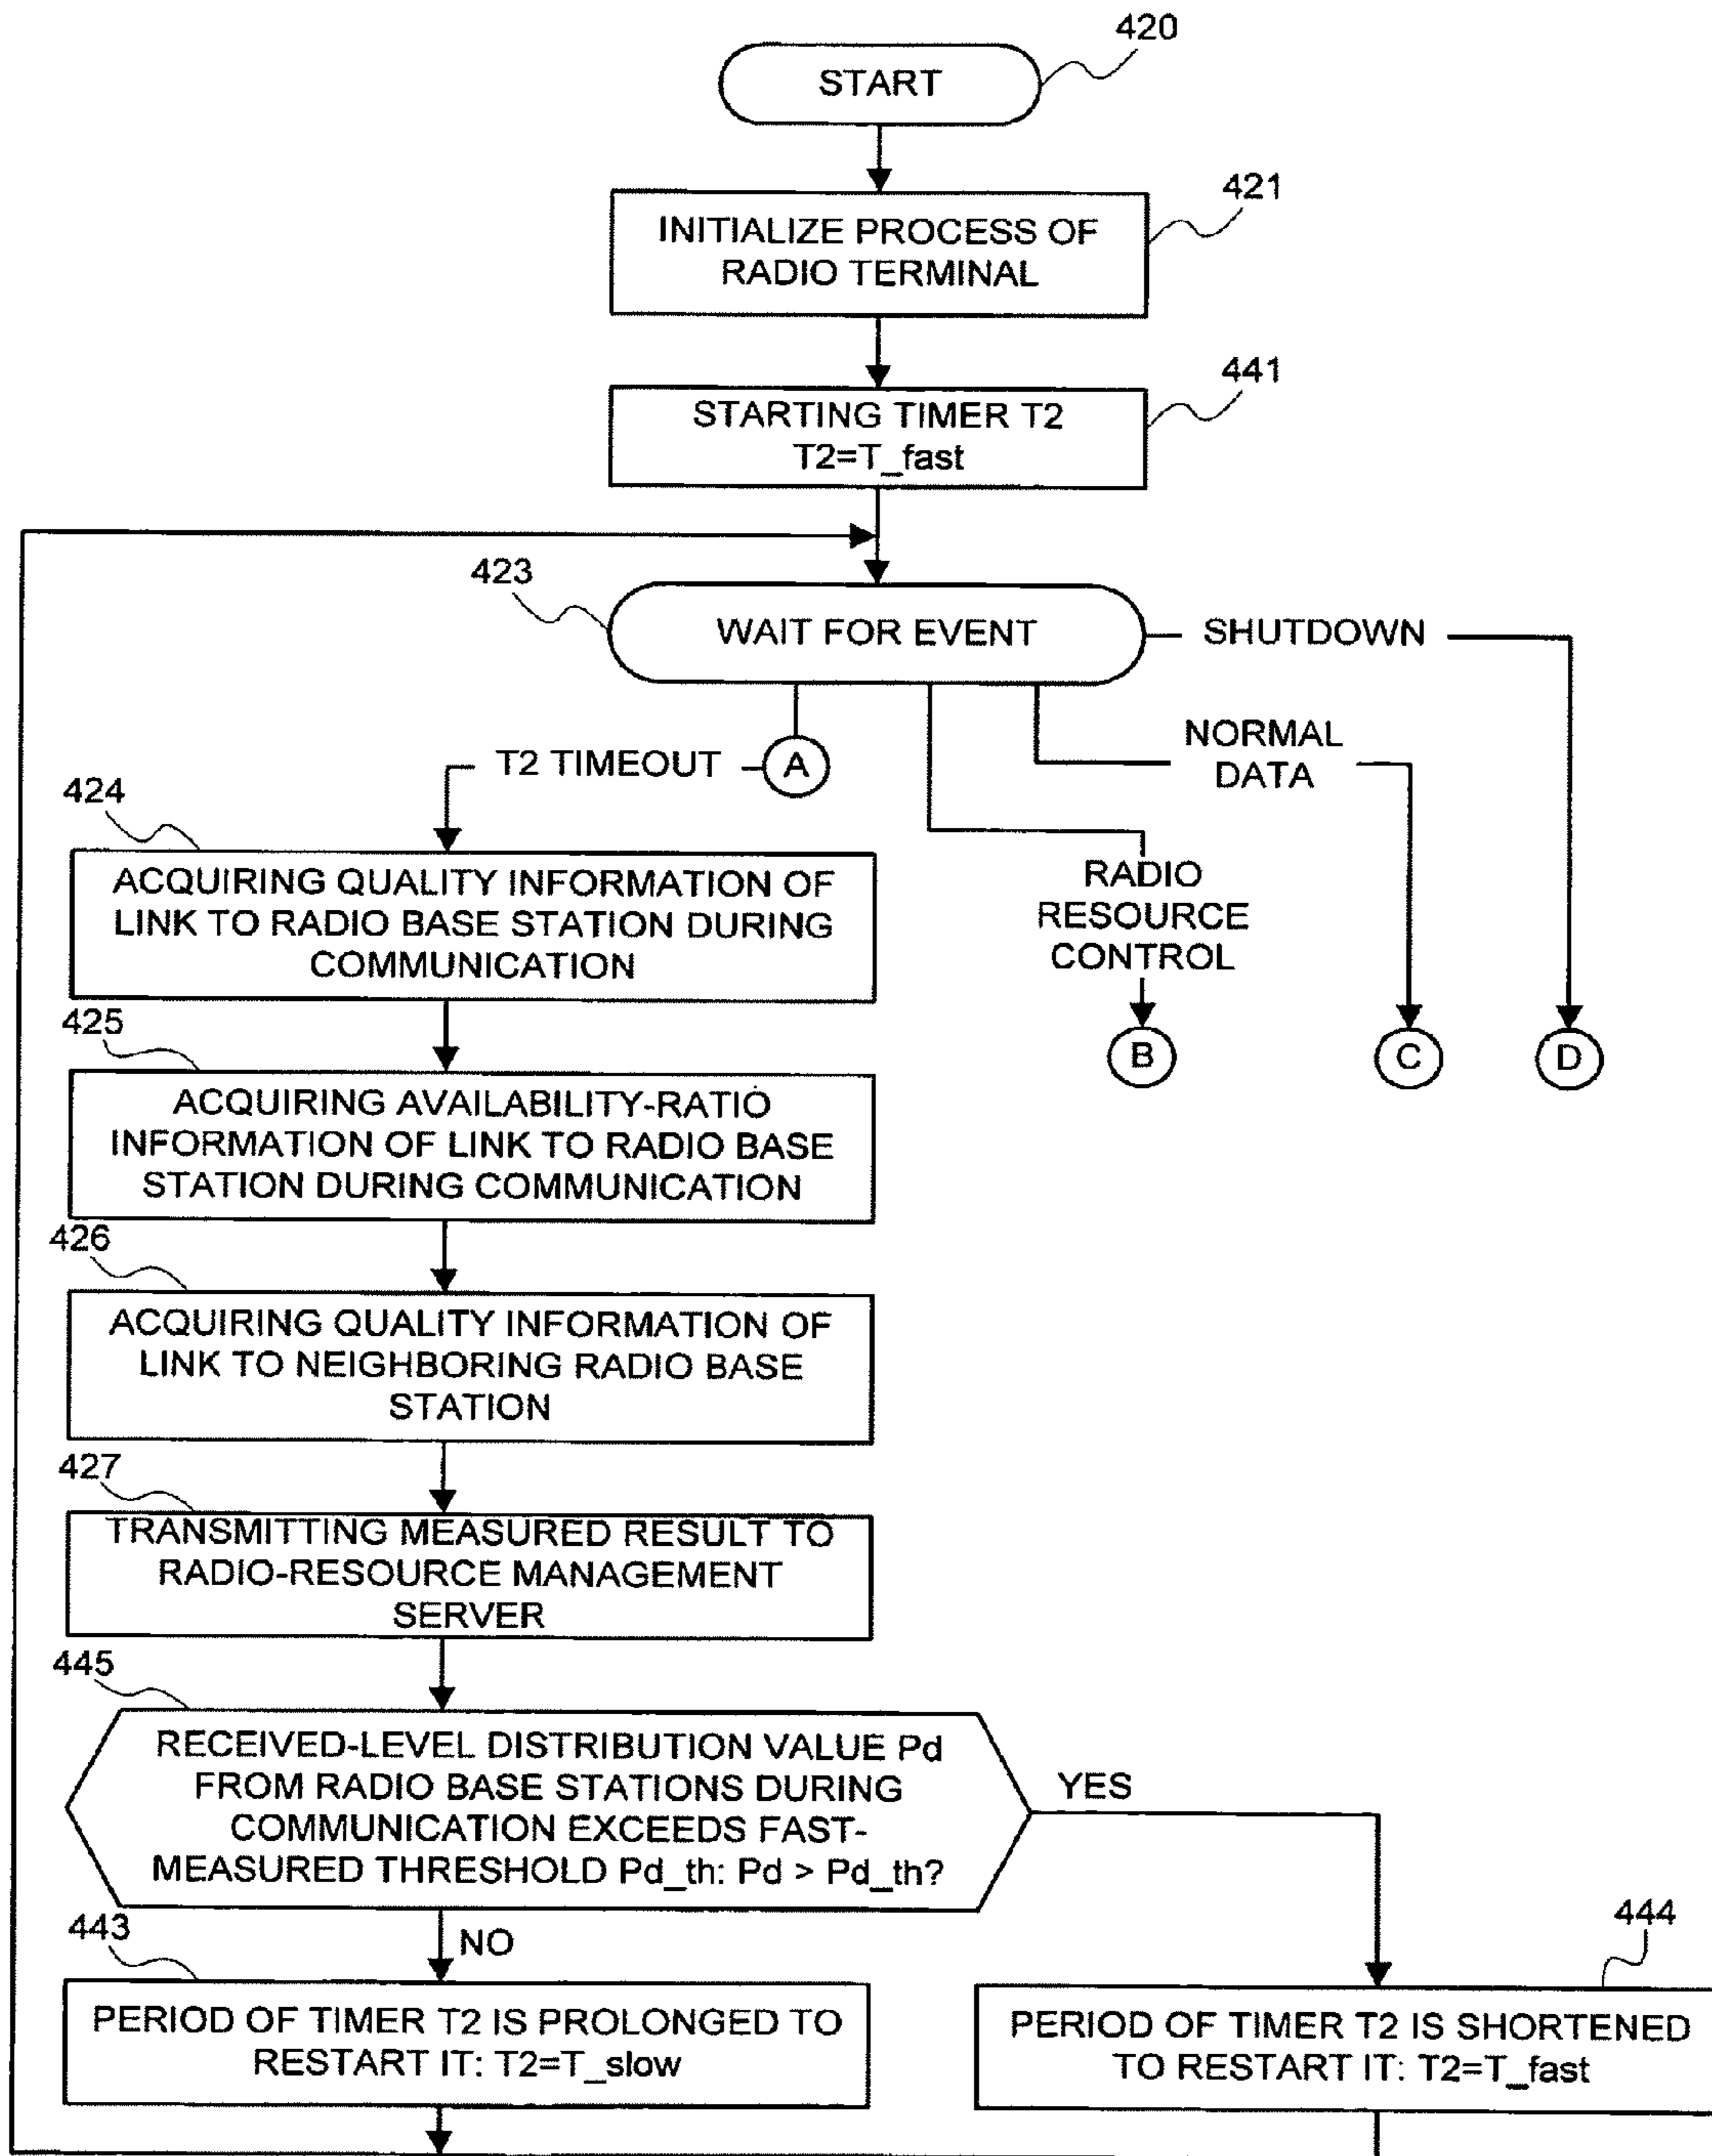 420
START
421
INITIALIZE PROCESS OF
RADIO TERMINAL
441
STARTING TIMER T2
T2=T_fast
423
WAIT FOR EVENT
SHUTDOWN
T2 TIMEOUT
A
NORMAL
DATA
RADIO
RESOURCE
CONTROL
B
C
D
424
ACQUIRING QUALITY INFORMATION OF
LINK TO RADIO BASE STATION DURING
COMMUNICATION
425
ACQUIRING AVAILABILITY-RATIO
INFORMATION OF LINK TO RADIO BASE
STATION DURING COMMUNICATION
426
ACQUIRING QUALITY INFORMATION OF
LINK TO NEIGHBORING RADIO BASE
STATION
427
TRANSMITTING MEASURED RESULT TO
RADIO-RESOURCE MANAGEMENT
SERVER
445
RECEIVED-LEVEL DISTRIBUTION VALUE Pd
FROM RADIO BASE STATIONS DURING
COMMUNICATION EXCEEDS FAST-
MEASURED THRESHOLD Pd_th: Pd > Pd_th?
YES
NO
443
PERIOD OF TIMER T2 IS PROLONGED TO
RESTART IT: T2=T_slow
444
PERIOD OF TIMER T2 IS SHORTENED
TO RESTART IT: T2=T_fast